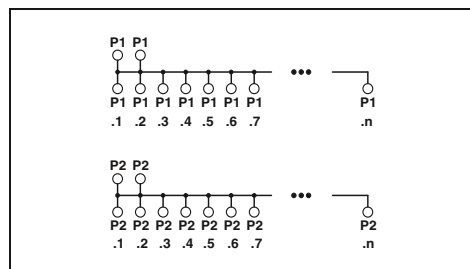 P1 P1
P1 P1 P1 P1 P1 P1 P1 P1
.1 .2 .3 .4 .5 .6 .7 .n
P2 P2
P2 P2 P2 P2 P2 P2 P2 P2
.1 .2 .3 .4 .5 .6 .7 .n